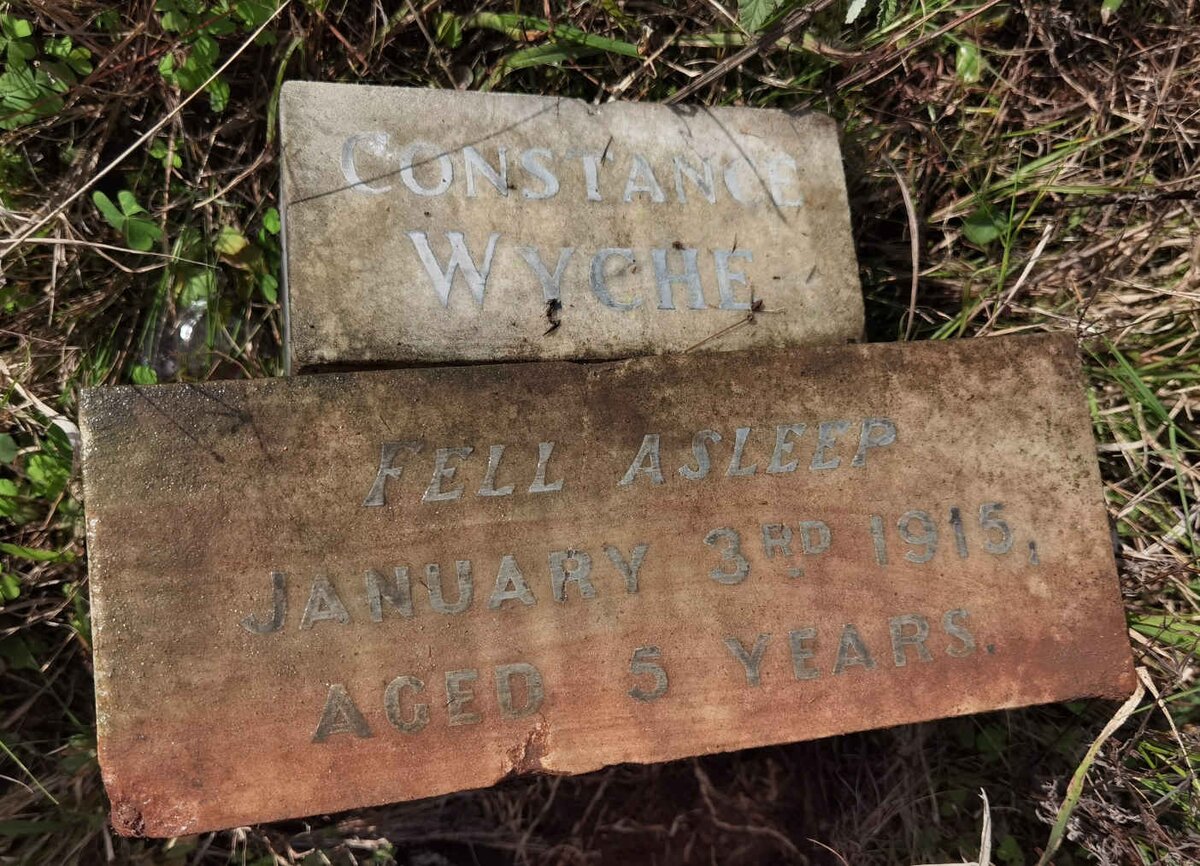 CONSTANCE
WYCHE
FELL ASLEEP
JANUARY 3RD 1915,
AGED 5 YEARS.